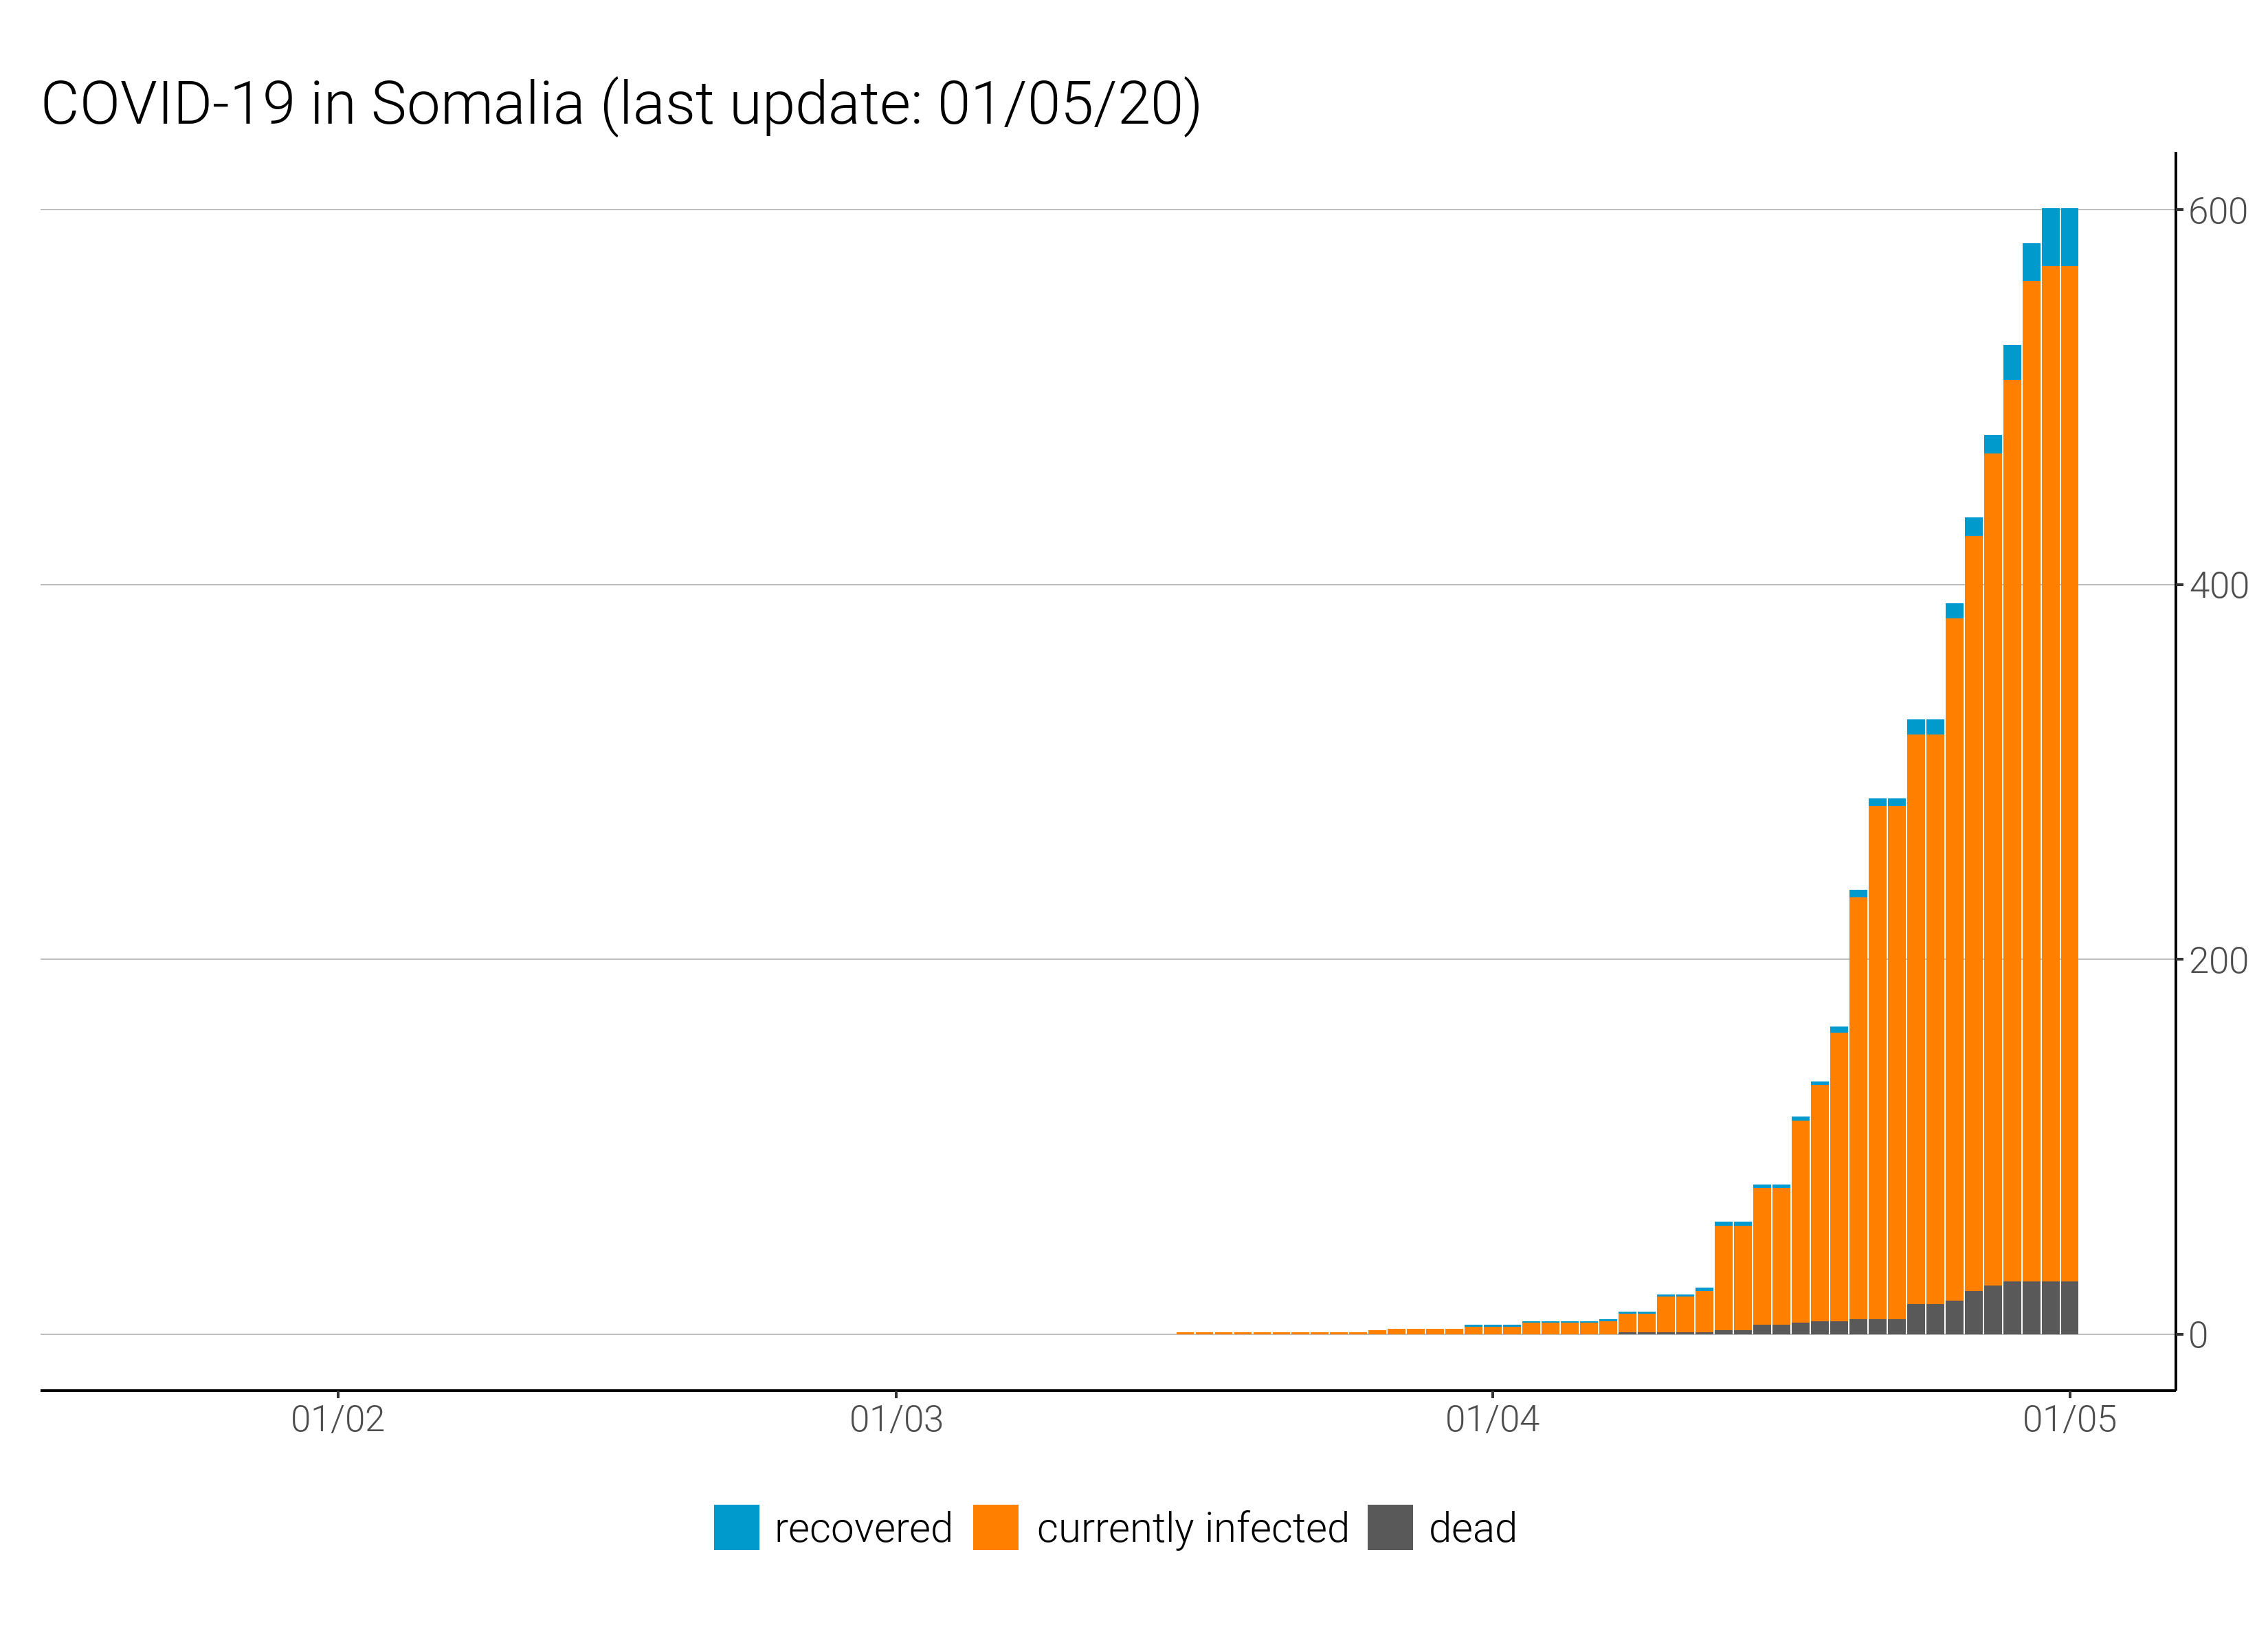 COVID-19 in Somalia (last update: 01/05/20)
600
400
200
0
01/02 01/03 01/04 01/05
recovered currently infected dead